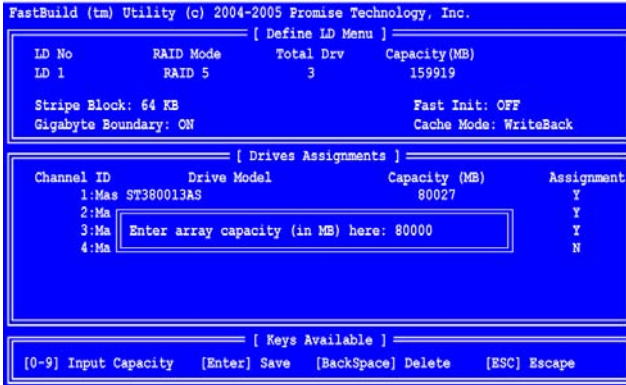 FastBuild (tm) Utility (c) 2004-2005 Promise Technology, Inc.
[ Define LD Menu ]
LD No RAID Mode Total Drv Capacity(MB)
LD 1 RAID 5 3 159919
Stripe Block: 64 KB Fast Init: OFF
Gigabyte Boundary: ON Cache Mode: WriteBack
[ Drives Assignments ]
Channel ID Drive Model Capacity (MB) Assignment
1:Mas ST380013AS 80027 Y
2:Ma Y
3:Ma Enter array capacity (in MB) here: 80000 Y
4:Ma N
[ Keys Available ]
[0-9] Input Capacity [Enter] Save [BackSpace] Delete [ESC] Escape